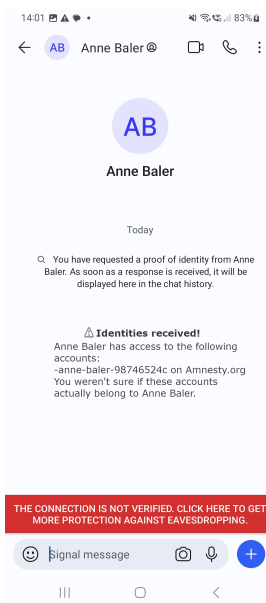 14:01 83%
AB Anne Baler
AB
Anne Baler
Today
You have requested a proof of identity from Anne
Baler. As soon as a response is received, it will be
displayed here in the chat history.
Identities received!
Anne Baler has access to the following
accounts:
-anne-baler-98746524c on Amnesty.org
You weren't sure if these accounts
actually belong to Anne Baler.
THE CONNECTION IS NOT VERIFIED. CLICK HERE TO GET
MORE PROTECTION AGAINST EAVESDROPPING.
Signal message